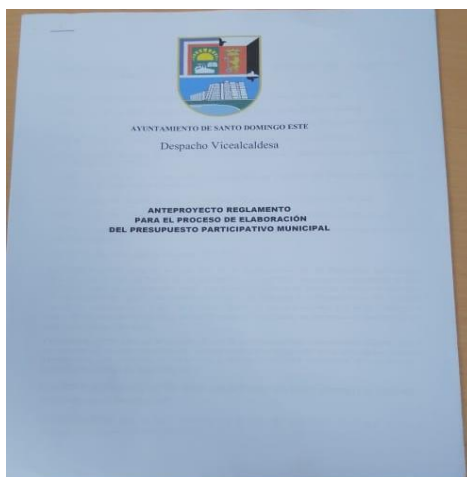 AYUNTAMIENTO DE SANTO DOMINGO ESTE
Despacho Vicealcaldesa
ANTEPROYECTO REGLAMENTO
PARA EL PROCESO DE ELABORACIÓN
DEL PRESUPUESTO PARTICIPATIVO MUNICIPAL